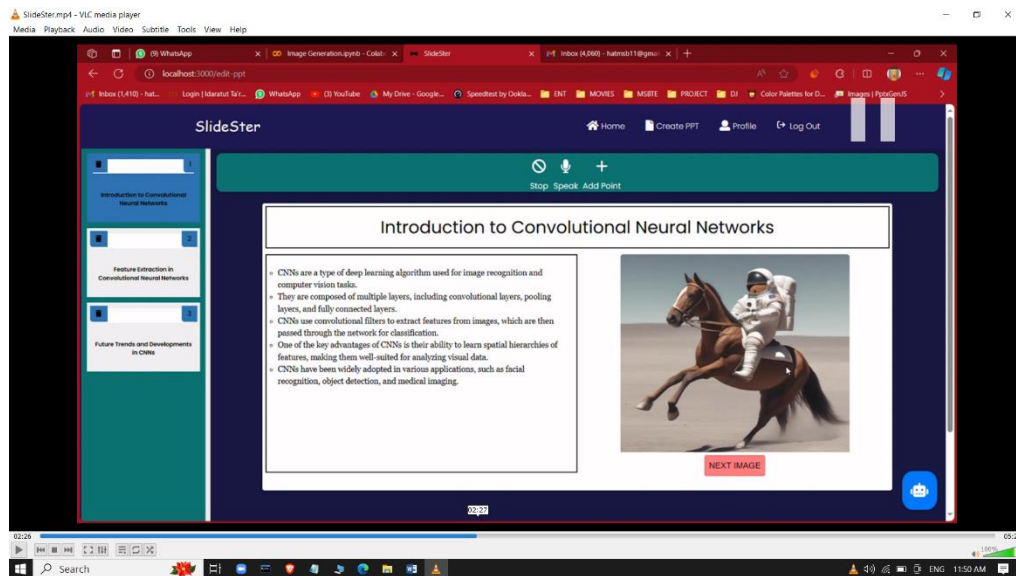 SlideSter.mp4 - VLC media player
Media Playback Audio Video Subtitle Tools View Help
(9) WhatsApp
Image Generation.ipynb - Colab
SlideSter
Inbox (4,060) - hatmsb11@gmai
localhost:3000/edit-ppt
Inbox (1,410) - hat...
Login | Idaratut Ta'r...
WhatsApp
(3) YouTube
My Drive - Google...
Speedtest by Ookla...
ENT
MOVIES
MSBTE
PROJECT
DJ
Color Palettes for D...
Images | PptxGenJS
SlideSter
Home
Create PPT
Profile
Log Out
1
Introduction to Convolutional
Neural Networks
2
Feature Extraction in
Convolutional Neural Networks
3
Future Trends and Developments
in CNNs
Stop Speak Add Point
Introduction to Convolutional Neural Networks
CNNs are a type of deep learning algorithm used for image recognition and
computer vision tasks.
They are composed of multiple layers, including convolutional layers, pooling
layers, and fully connected layers.
CNNs use convolutional filters to extract features from images, which are then
passed through the network for classification.
One of the key advantages of CNNs is their ability to learn spatial hierarchies of
features, making them well-suited for analyzing visual data.
CNNs have been widely adopted in various applications, such as facial
recognition, object detection, and medical imaging.
NEXT IMAGE
02:27
02:26
100%
Search
ENG 11:50 AM